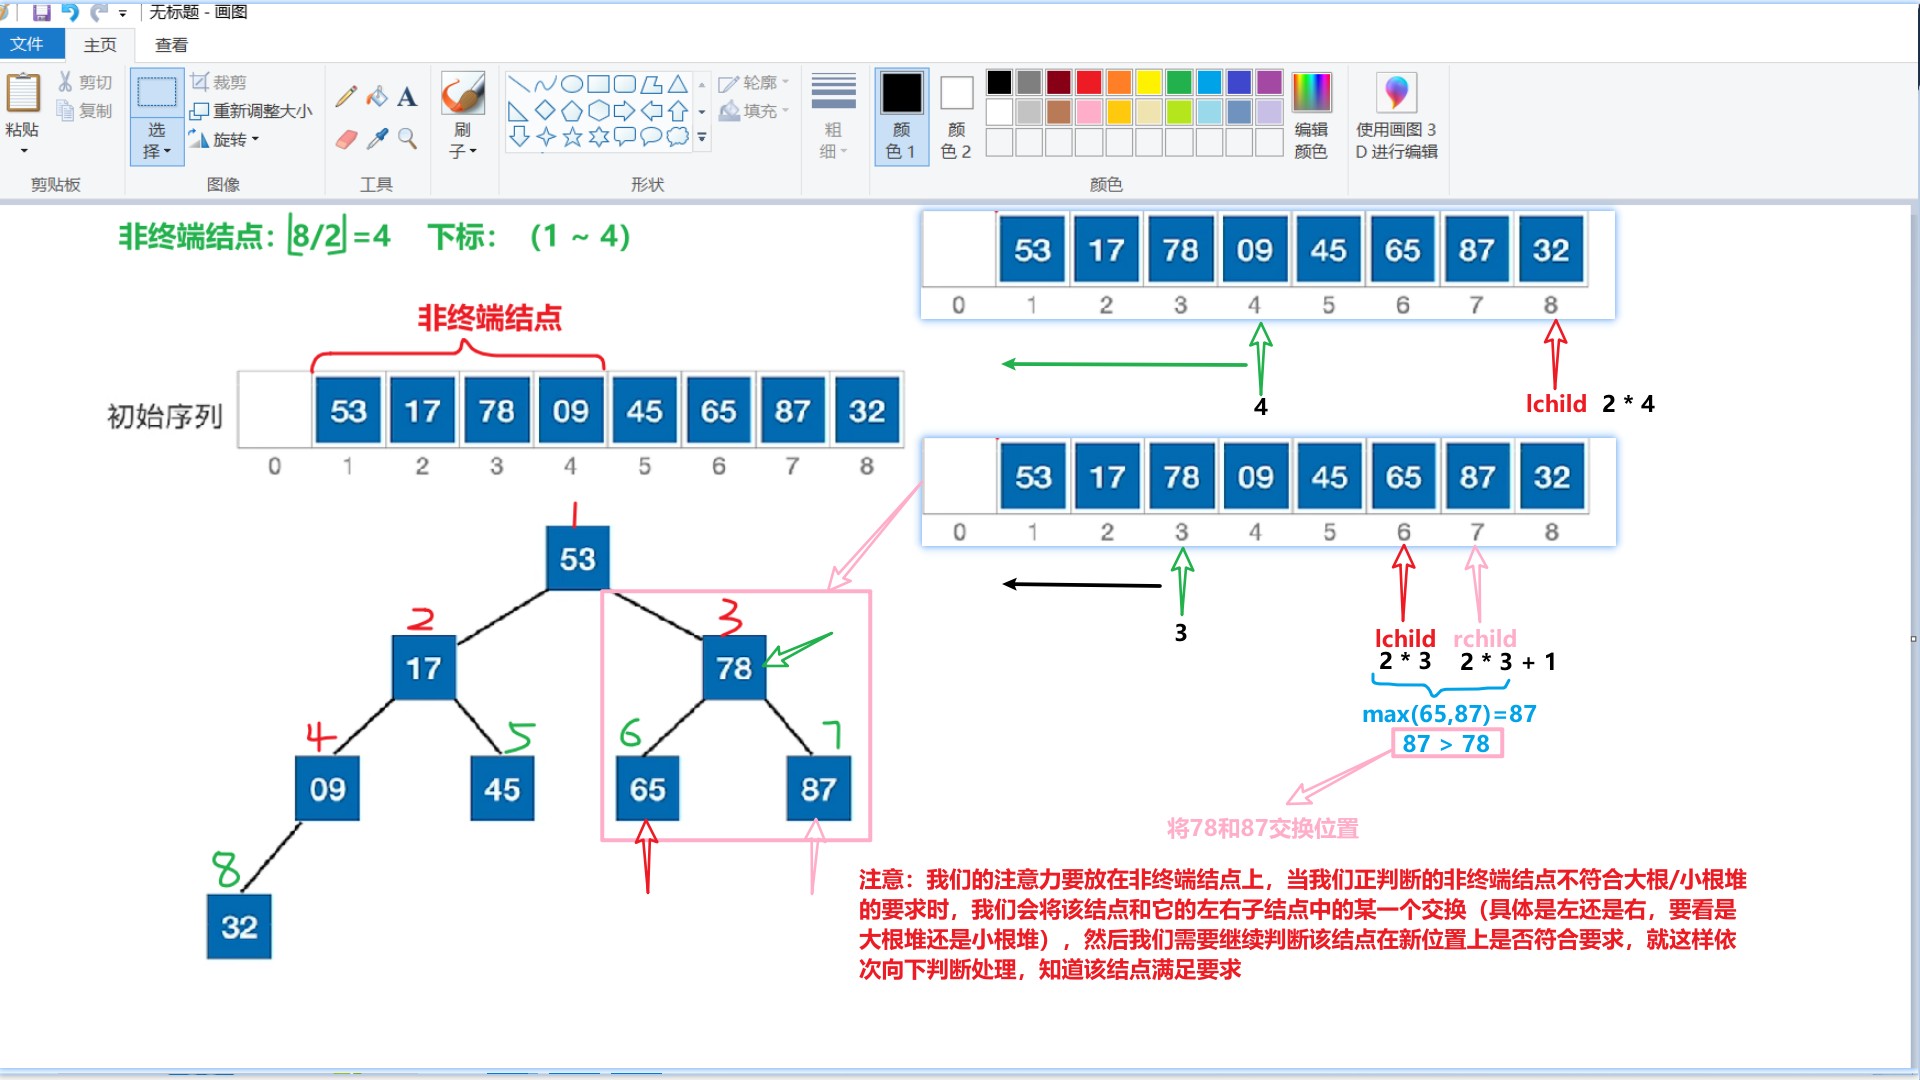 无标题 - 画图
文件 主页 查看
粘贴 剪切 复制
剪贴板
选择 裁剪 重新调整大小 旋转
图像
A
工具
刷子
形状
轮廓 填充
粗细
颜色 1 颜色 2
颜色
编辑颜色
使用画图 3D 进行编辑
非终端结点：|8/2|=4 下标：（1 ~ 4）
非终端结点
初始序列 53 17 78 09 45 65 87 32
0 1 2 3 4 5 6 7 8
1
53
2 3
17 78
4 5 6 7
09 45 65 87
8
32
53 17 78 09 45 65 87 32
0 1 2 3 4 5 6 7 8
4
lchild 2 * 4
53 17 78 09 45 65 87 32
0 1 2 3 4 5 6 7 8
3
lchild rchild
2 * 3 2 * 3 + 1
max(65,87)=87
87 > 78
将78和87交换位置
注意：我们的注意力要放在非终端结点上，当我们正判断的非终端结点不符合大根/小根堆
的要求时，我们会将该结点和它的左右子结点中的某一个交换（具体是左还是右，要看是
大根堆还是小根堆），然后我们需要继续判断该结点在新位置上是否符合要求，就这样依
次向下判断处理，知道该结点满足要求